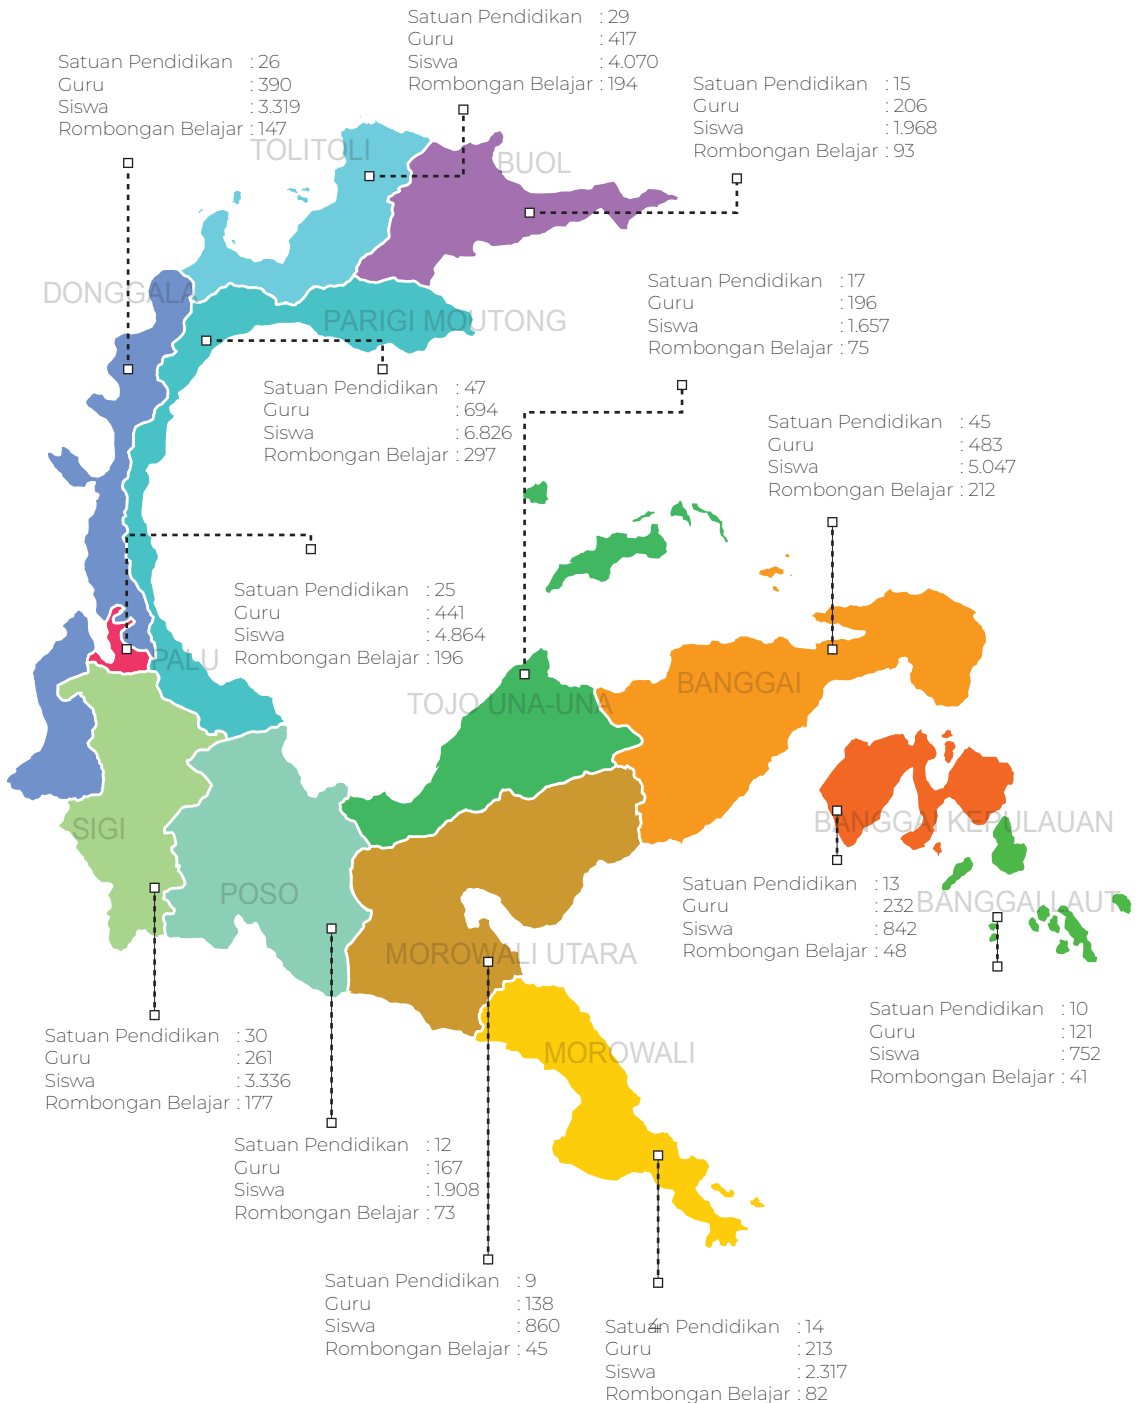 Satuan Pendidikan : 29
Guru : 417
Siswa : 4.070
Rombongan Belajar : 194
Satuan Pendidikan : 26
Guru : 390
Siswa : 3.319
Rombongan Belajar : 147
Satuan Pendidikan : 15
Guru : 206
Siswa : 1.968
Rombongan Belajar : 93
TOLITOLI
BUOL
DONGGALA
PARIGI MOUTONG
Satuan Pendidikan : 17
Guru : 196
Siswa : 1.657
Rombongan Belajar : 75
Satuan Pendidikan : 47
Guru : 694
Siswa : 6.826
Rombongan Belajar : 297
Satuan Pendidikan : 45
Guru : 483
Siswa : 5.047
Rombongan Belajar : 212
Satuan Pendidikan : 25
Guru : 441
Siswa : 4.864
Rombongan Belajar : 196
PALU
TOJO UNA-UNA
BANGGAI
SIGI
POSO
BANGGAI KEPULAUAN
Satuan Pendidikan : 13
Guru : 232
Siswa : 842
Rombongan Belajar : 48
BANGGAI LAUT
MOROWALI UTARA
Satuan Pendidikan : 10
Guru : 121
Siswa : 752
Rombongan Belajar : 41
Satuan Pendidikan : 30
Guru : 261
Siswa : 3.336
Rombongan Belajar : 177
MOROWALI
Satuan Pendidikan : 12
Guru : 167
Siswa : 1.908
Rombongan Belajar : 73
Satuan Pendidikan : 9
Guru : 138
Siswa : 860
Rombongan Belajar : 45
4
Satuan Pendidikan : 14
Guru : 213
Siswa : 2.317
Rombongan Belajar : 82